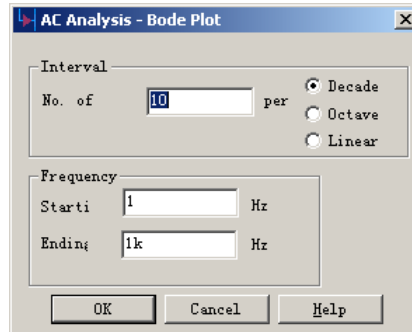 AC Analysis - Bode Plot
Interval
No. of 10 per
Decade
Octave
Linear
Frequency
Starti 1 Hz
Ending 1k Hz
OK Cancel Help